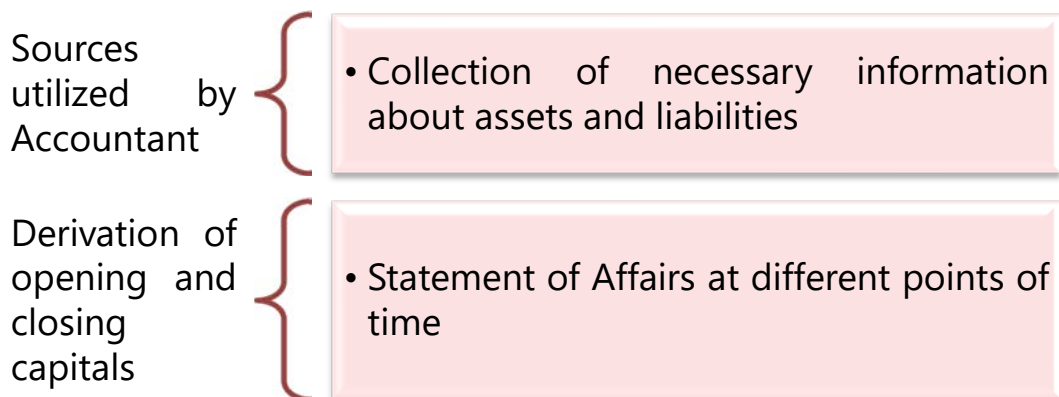 Sources
utilized by
Accountant
• Collection of necessary information
about assets and liabilities
Derivation of
opening and
closing
capitals
• Statement of Affairs at different points of
time